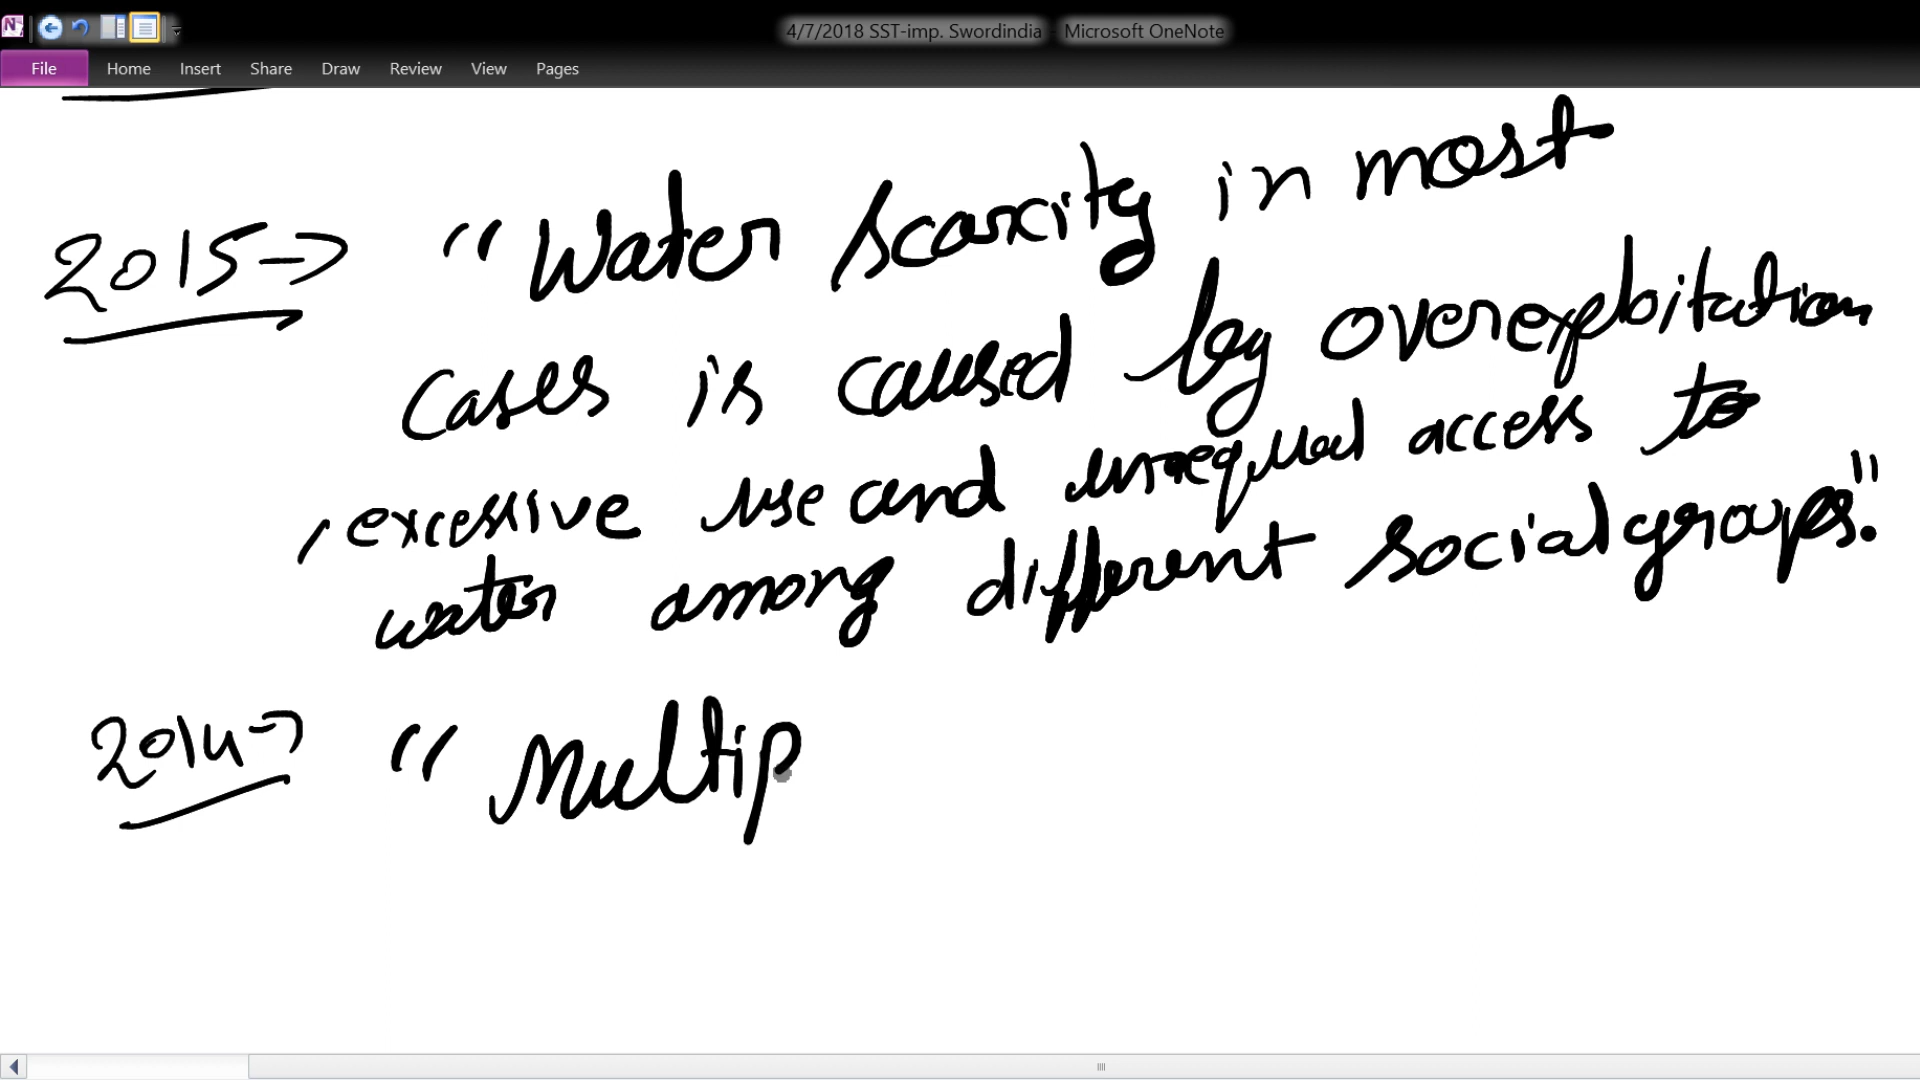 4/7/2018 SST-imp. Swordindia - Microsoft OneNote
File Home Insert Share Draw Review View Pages
2015→ "Water scarcity in most
cases is caused by overexploitation
, excessive use and unequal access to
water among different social groups."
2014→ "Multip